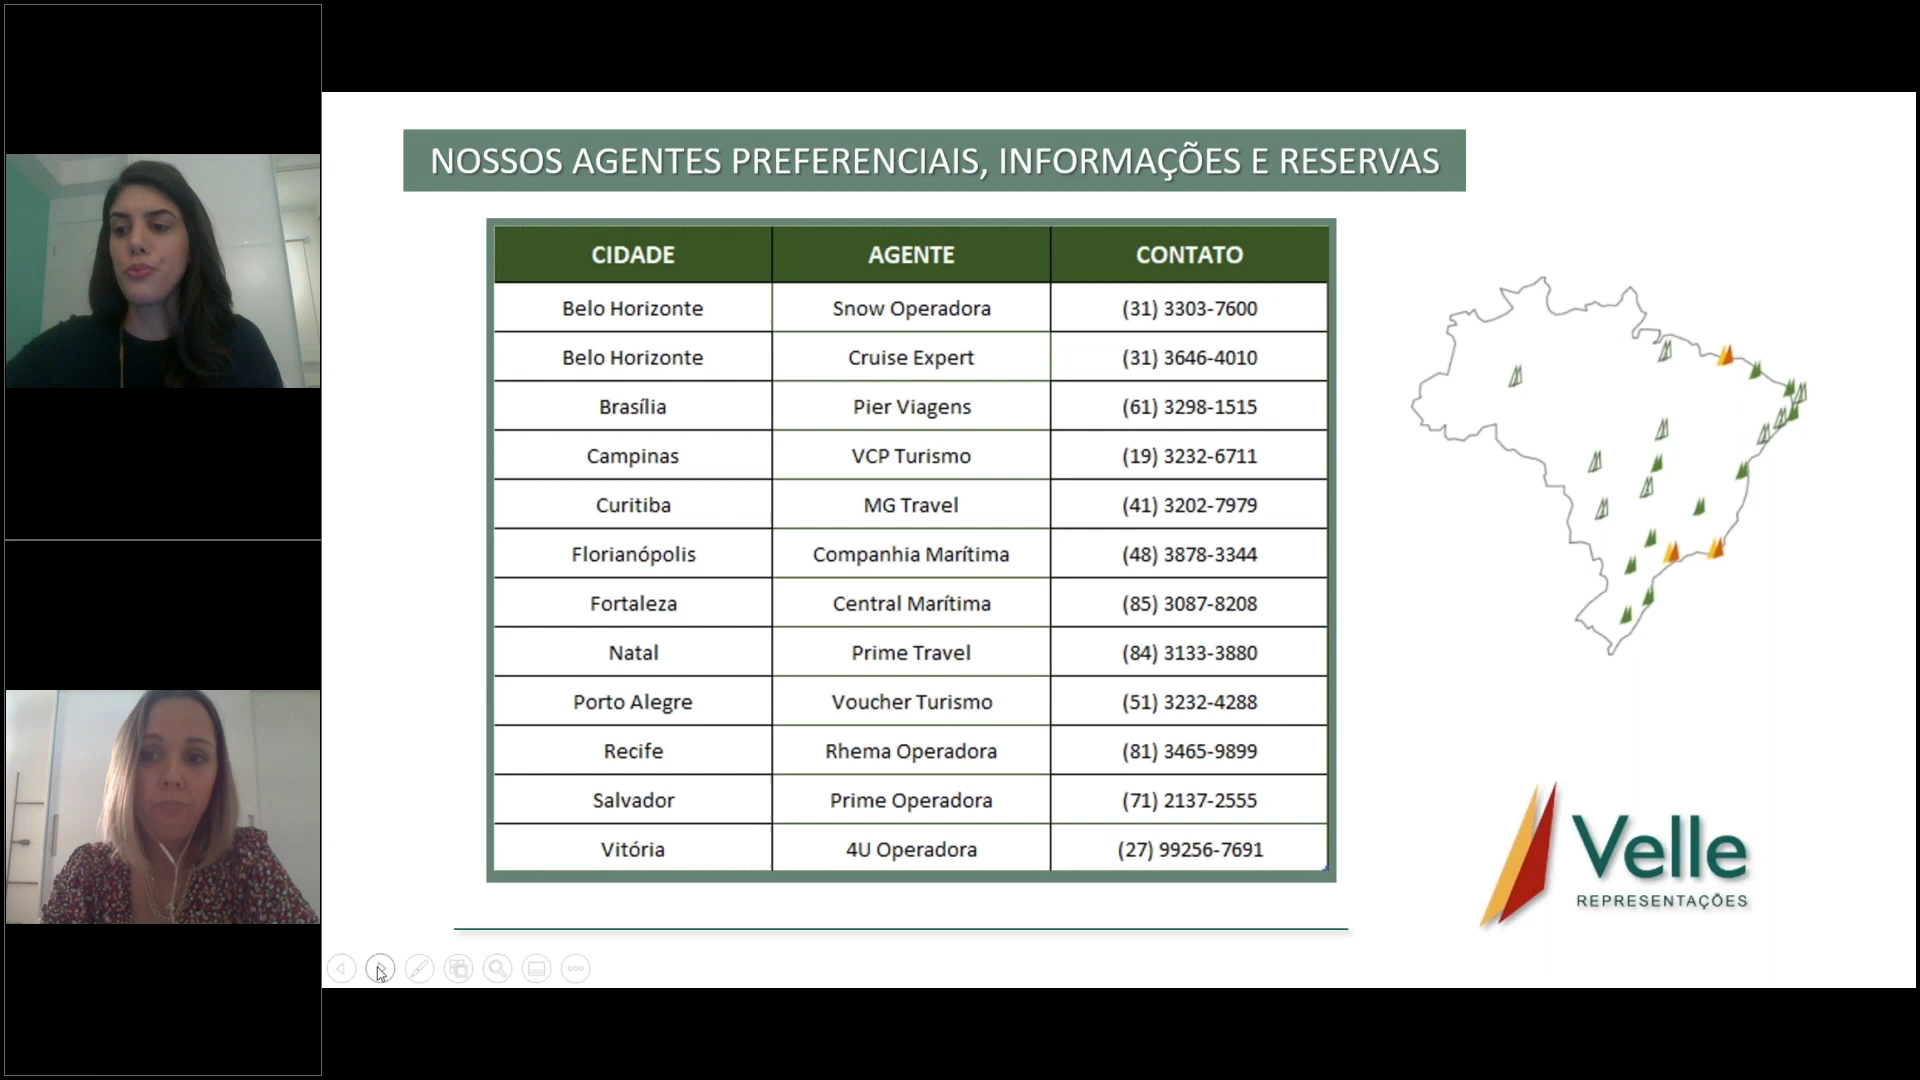 NOSSOS AGENTES PREFERENCIAIS, INFORMAÇÕES E RESERVAS
CIDADE AGENTE CONTATO
Belo Horizonte Snow Operadora (31) 3303-7600
Belo Horizonte Cruise Expert (31) 3646-4010
Brasília Pier Viagens (61) 3298-1515
Campinas VCP Turismo (19) 3232-6711
Curitiba MG Travel (41) 3202-7979
Florianópolis Companhia Marítima (48) 3878-3344
Fortaleza Central Marítima (85) 3087-8208
Natal Prime Travel (84) 3133-3880
Porto Alegre Voucher Turismo (51) 3232-4288
Recife Rhema Operadora (81) 3465-9899
Salvador Prime Operadora (71) 2137-2555
Vitória 4U Operadora (27) 99256-7691
Velle
REPRESENTAÇÕES